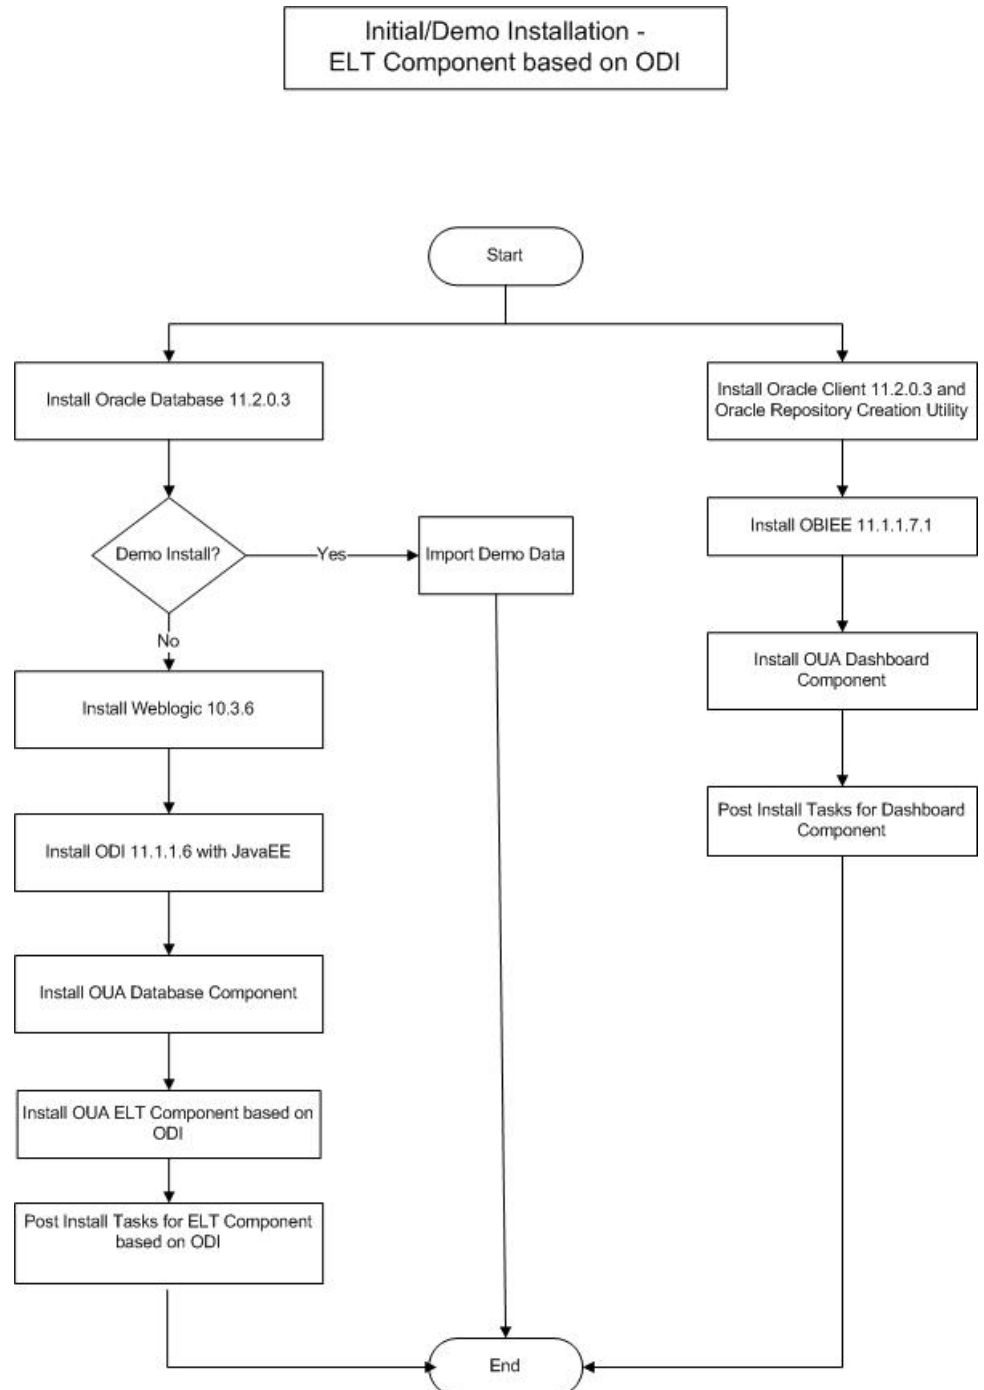 Initial/Demo Installation -
ELT Component based on ODI
Start
Install Oracle Database 11.2.0.3
Install Oracle Client 11.2.0.3 and
Oracle Repository Creation Utility
Demo Install?
Yes
Import Demo Data
Install OBIEE 11.1.1.7.1
No
Install OUA Dashboard
Component
Install Weblogic 10.3.6
Post Install Tasks for Dashboard
Component
Install ODI 11.1.1.6 with JavaEE
Install OUA Database Component
Install OUA ELT Component based on
ODI
Post Install Tasks for ELT Component
based on ODI
End